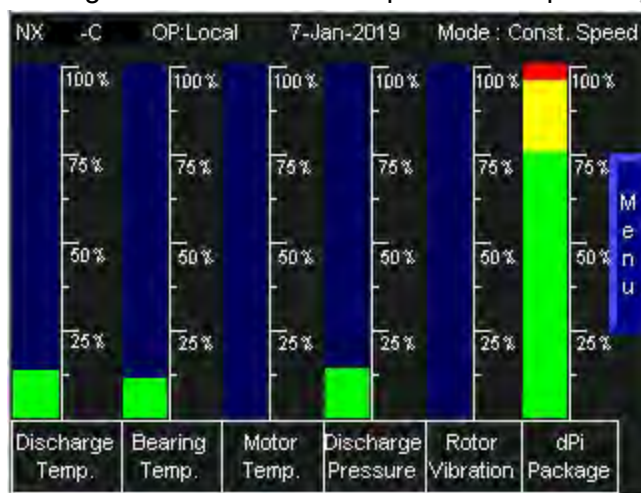 NX -C OP:Local 7-Jan-2019 Mode : Const. Speed
100% 100% 100% 100% 100% 100%
75% 75% 75% 75% 75% 75%
50% 50% 50% 50% 50% 50%
25% 25% 25% 25% 25% 25%
Menu
Discharge Temp.
Bearing Temp.
Motor Temp.
Discharge Pressure
Rotor Vibration
dPi Package